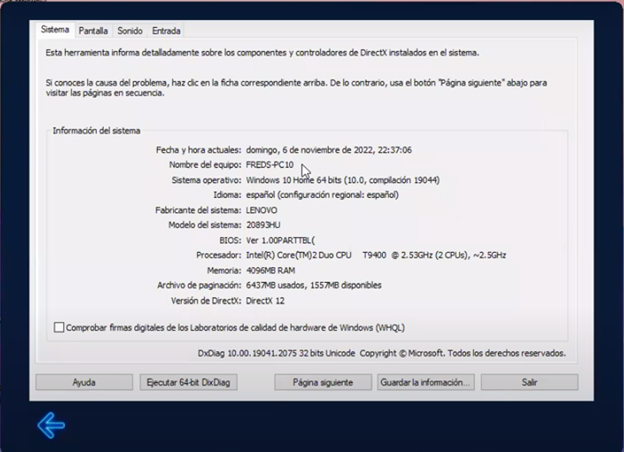 Sistema Pantalla Sonido Entrada
Esta herramienta informa detalladamente sobre los componentes y controladores de DirectX instalados en el sistema.
Si conoces la causa del problema, haz clic en la ficha correspondiente arriba. De lo contrario, usa el botón "Página siguiente" abajo para
visitar las páginas en secuencia.
Información del sistema
Fecha y hora actuales: domingo, 6 de noviembre de 2022, 22:37:06
Nombre del equipo: FREDS-PC10
Sistema operativo: Windows 10 Home 64 bits (10.0, compilación 19044)
Idioma: español (configuración regional: español)
Fabricante del sistema: LENOVO
Modelo del sistema: 20893HU
BIOS: Ver 1.00PARTTBL(
Procesador: Intel(R) Core(TM)2 Duo CPU T9400 @ 2.53GHz (2 CPUs), ~2.5GHz
Memoria: 4096MB RAM
Archivo de paginación: 6437MB usados, 1557MB disponibles
Versión de DirectX: DirectX 12
Comprobar firmas digitales de los Laboratorios de calidad de hardware de Windows (WHQL)
DxDiag 10.00.19041.2075 32 bits Unicode Copyright © Microsoft. Todos los derechos reservados.
Ayuda Ejecutar 64-bit DxDiag Página siguiente Guardar la información... Salir